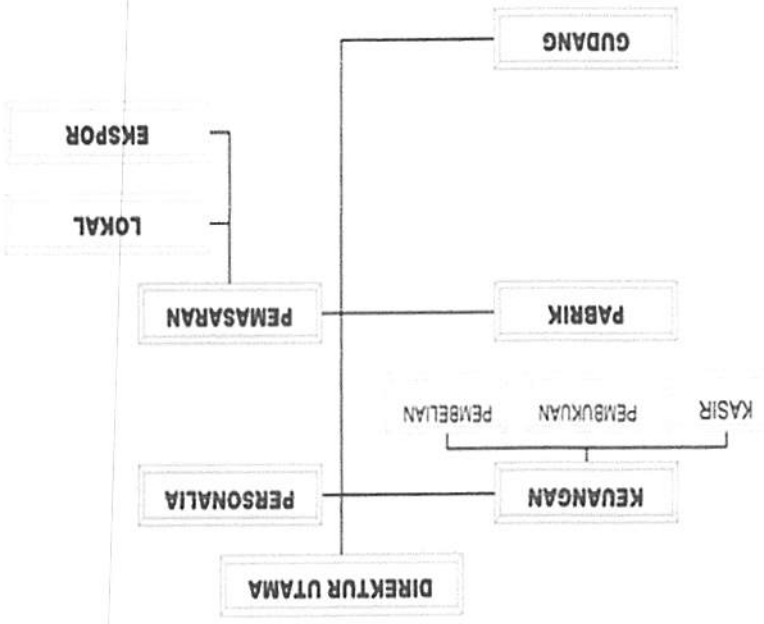 DIREKTUR UTAMA
KEUANGAN
PERSONALIA
KASIR
PEMBUKUAN
PEMBELIAN
PABRIK
PEMASARAN
LOKAL
EKSPOR
GUDANG